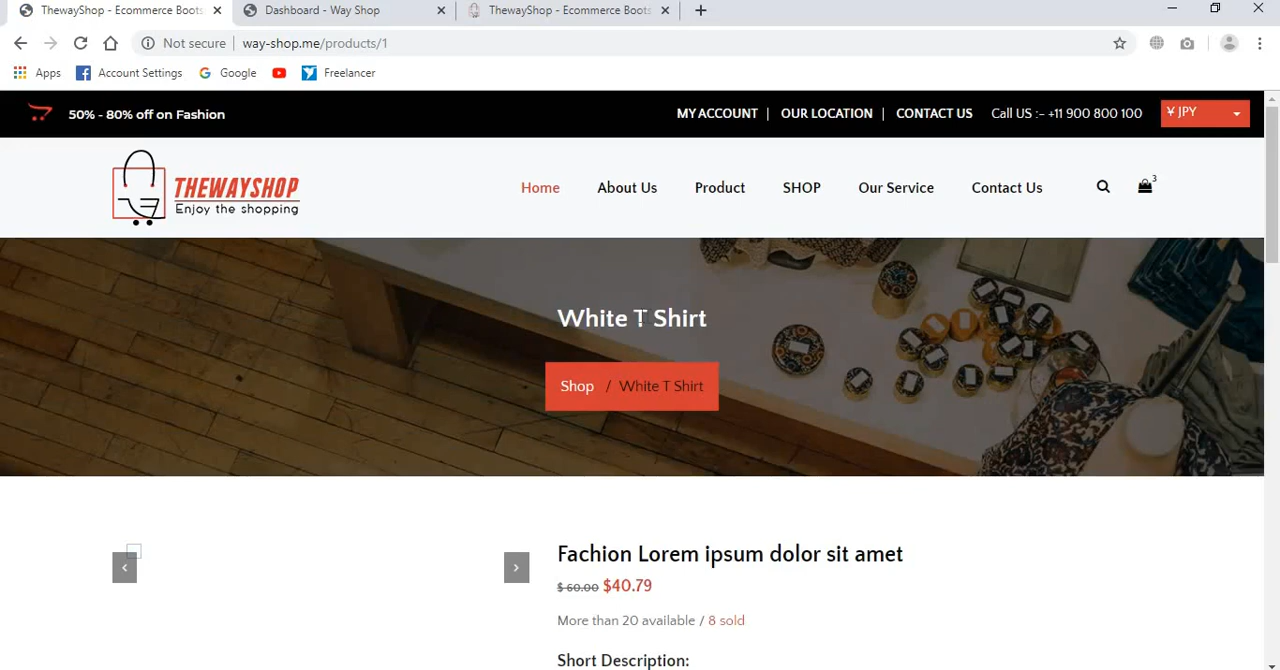 ThewayShop - Ecommerce Boots
Dashboard - Way Shop
ThewayShop - Ecommerce Boots
Not secure
way-shop.me/products/1
Apps
Account Settings
Google
Freelancer
50% - 80% off on Fashion
MY ACCOUNT | OUR LOCATION | CONTACT US
Call US :- +11 900 800 100
¥ JPY
THEWAYSHOP
Enjoy the shopping
Home
About Us
Product
SHOP
Our Service
Contact Us
3
White T Shirt
Shop / White T Shirt
Fachion Lorem ipsum dolor sit amet
$ 60.00 $40.79
More than 20 available / 8 sold
Short Description: